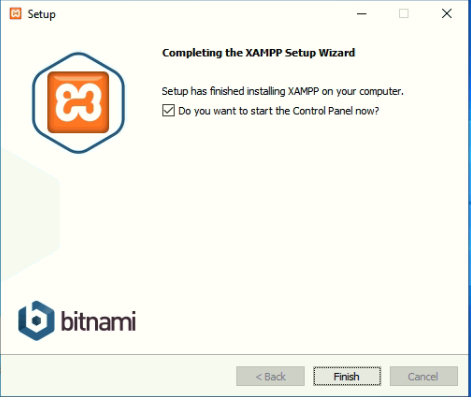 Setup
Completing the XAMPP Setup Wizard
Setup has finished installing XAMPP on your computer.
Do you want to start the Control Panel now?
bitnami
< Back
Finish
Cancel